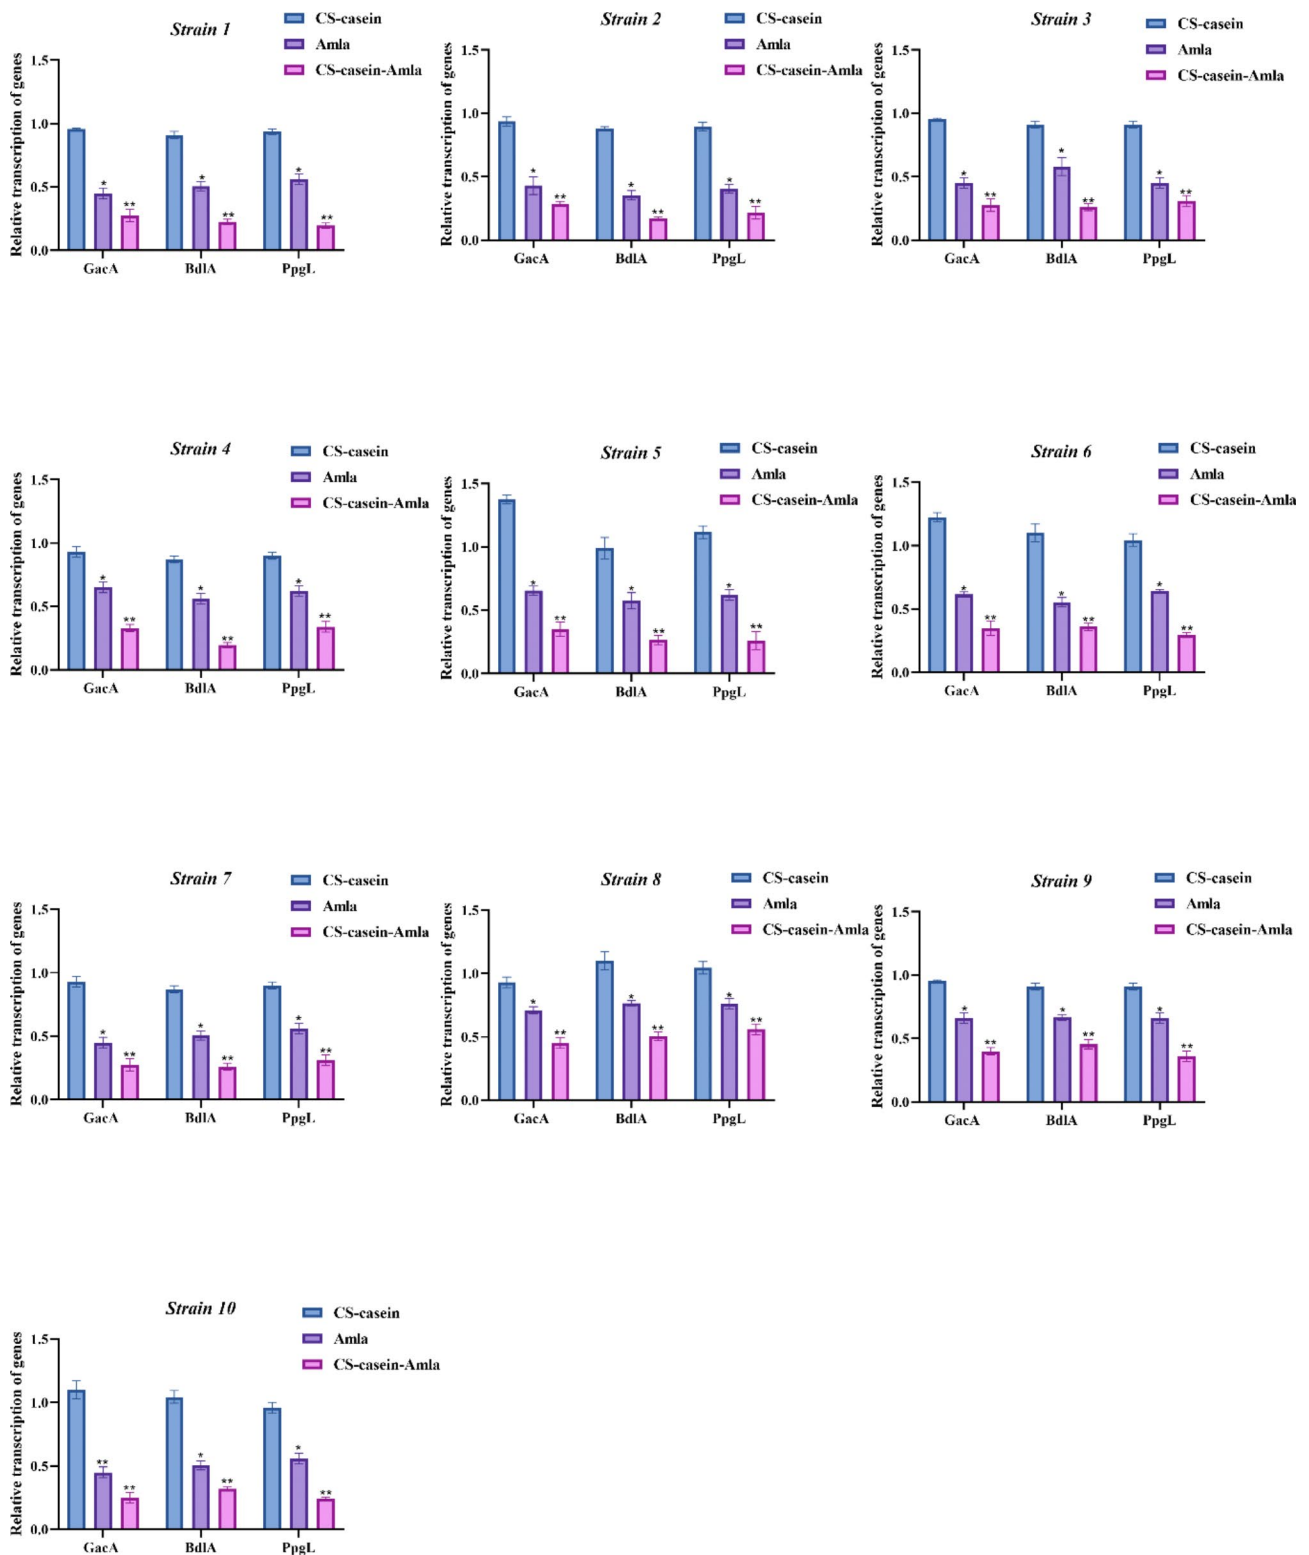 Strain 1
CS-casein
Amla
CS-casein-Amla
Relative transcription of genes
1.5
1.0
0.5
0.0
* ** * ** * **
GacA BdlA PpgL
Strain 2
CS-casein
Amla
CS-casein-Amla
Relative transcription of genes
1.5
1.0
0.5
0.0
* ** * ** * **
GacA BdlA PpgL
Strain 3
CS-casein
Amla
CS-casein-Amla
Relative transcription of genes
1.5
1.0
0.5
0.0
* ** * ** * **
GacA BdlA PpgL
Strain 4
CS-casein
Amla
CS-casein-Amla
Relative transcription of genes
1.5
1.0
0.5
0.0
* ** * ** * **
GacA BdlA PpgL
Strain 5
CS-casein
Amla
CS-casein-Amla
Relative transcription of genes
1.5
1.0
0.5
0.0
* ** * ** * **
GacA BdlA PpgL
Strain 6
CS-casein
Amla
CS-casein-Amla
Relative transcription of genes
1.5
1.0
0.5
0.0
* ** * ** * **
GacA BdlA PpgL
Strain 7
CS-casein
Amla
CS-casein-Amla
Relative transcription of genes
1.5
1.0
0.5
0.0
* ** * ** * **
GacA BdlA PpgL
Strain 8
CS-casein
Amla
CS-casein-Amla
Relative transcription of genes
1.5
1.0
0.5
0.0
* ** * ** * **
GacA BdlA PpgL
Strain 9
CS-casein
Amla
CS-casein-Amla
Relative transcription of genes
1.5
1.0
0.5
0.0
* ** * ** * **
GacA BdlA PpgL
Strain 10
CS-casein
Amla
CS-casein-Amla
Relative transcription of genes
1.5
1.0
0.5
0.0
** ** * ** * **
GacA BdlA PpgL